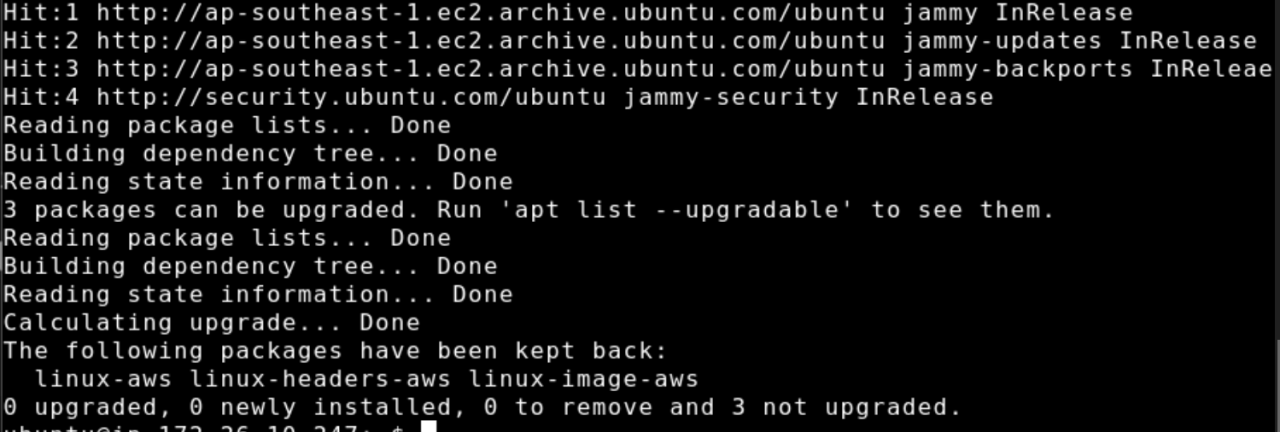 Hit:1 http://ap-southeast-1.ec2.archive.ubuntu.com/ubuntu jammy InRelease
Hit:2 http://ap-southeast-1.ec2.archive.ubuntu.com/ubuntu jammy-updates InRelease
Hit:3 http://ap-southeast-1.ec2.archive.ubuntu.com/ubuntu jammy-backports InReleae
Hit:4 http://security.ubuntu.com/ubuntu jammy-security InRelease
Reading package lists... Done
Building dependency tree... Done
Reading state information... Done
3 packages can be upgraded. Run 'apt list --upgradable' to see them.
Reading package lists... Done
Building dependency tree... Done
Reading state information... Done
Calculating upgrade... Done
The following packages have been kept back:
  linux-aws linux-headers-aws linux-image-aws
0 upgraded, 0 newly installed, 0 to remove and 3 not upgraded.